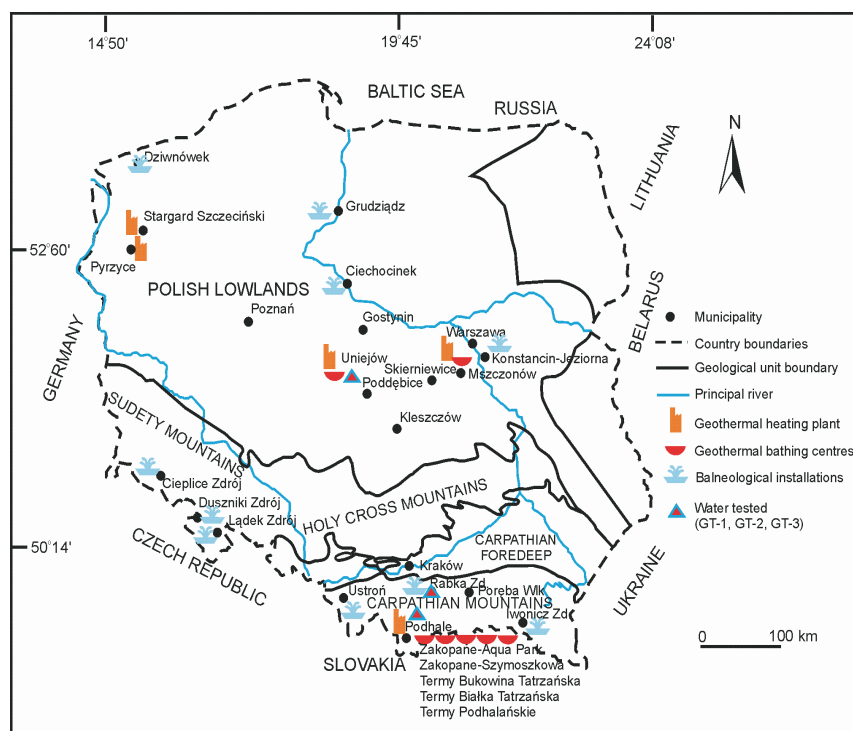 14°50'
19°45'
24°08'
BALTIC SEA
RUSSIA
LITHUANIA
N
Dziwnówek
Stargard Szczeciński
Grudziądz
52°60'
Pyrzyce
Ciechocinek
POLISH LOWLANDS
Poznań
Gostynin
BELARUS
Warszawa
Konstancin-Jeziorna
GERMANY
Uniejów
Skierniewice
Mszczonów
Poddębice
Kleszczów
SUDETY MOUNTAINS
Cieplice Zdrój
Duszniki Zdrój
Lądek Zdrój
HOLY CROSS MOUNTAINS
CZECH REPUBLIC
50°14'
CARPATHIAN
FOREDEEP
UKRAINE
Kraków
Ustroń
Rabka Zd
Poreba Wlk
CARPATHIAN MOUNTAINS
Iwonicz Zd
Podhale
SLOVAKIA
Zakopane-Aqua Park
Zakopane-Szymoszkowa
Termy Bukowina Tatrzańska
Termy Białka Tatrzańska
Termy Podhalańskie
Municipality
Country boundaries
Geological unit boundary
Principal river
Geothermal heating plant
Geothermal bathing centres
Balneological installations
Water tested
(GT-1, GT-2, GT-3)
0 100 km